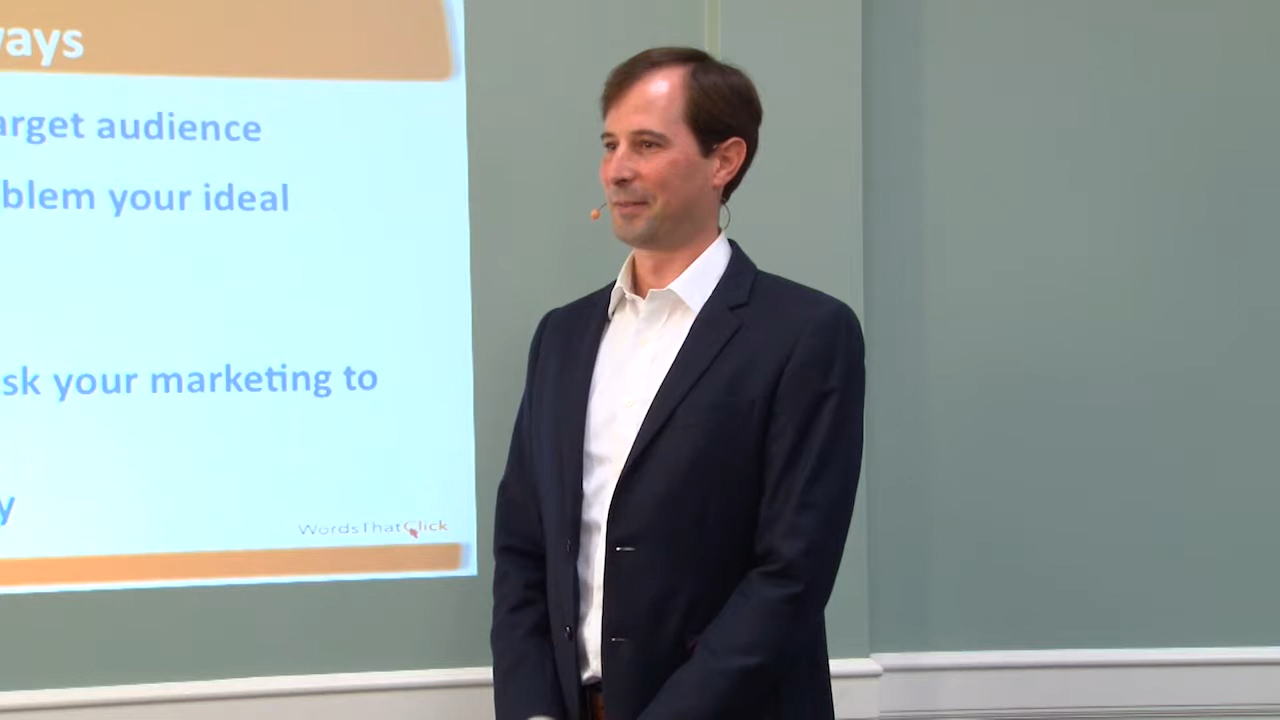 ays
arget audience
blem your ideal
sk your marketing to
y
WordsThatClick